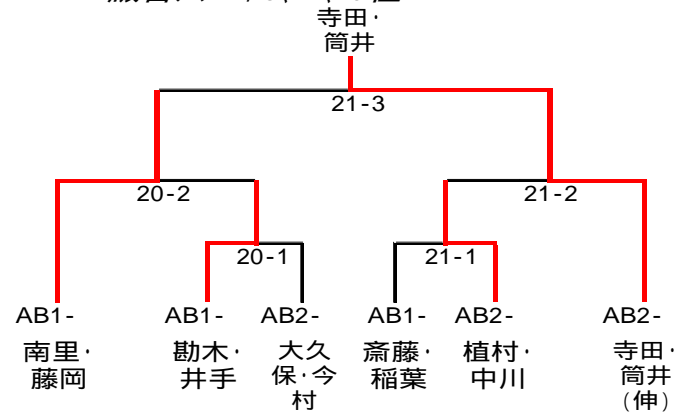 寺田・
筒井
21-3
20-2
21-2
20-1
21-1
AB1-
南里・
藤岡
AB1-
勘木・
井手
AB2-
大久
保・今
村
AB1-
斎藤・
稲葉
AB2-
植村・
中川
AB2-
寺田・
筒井
(伸)